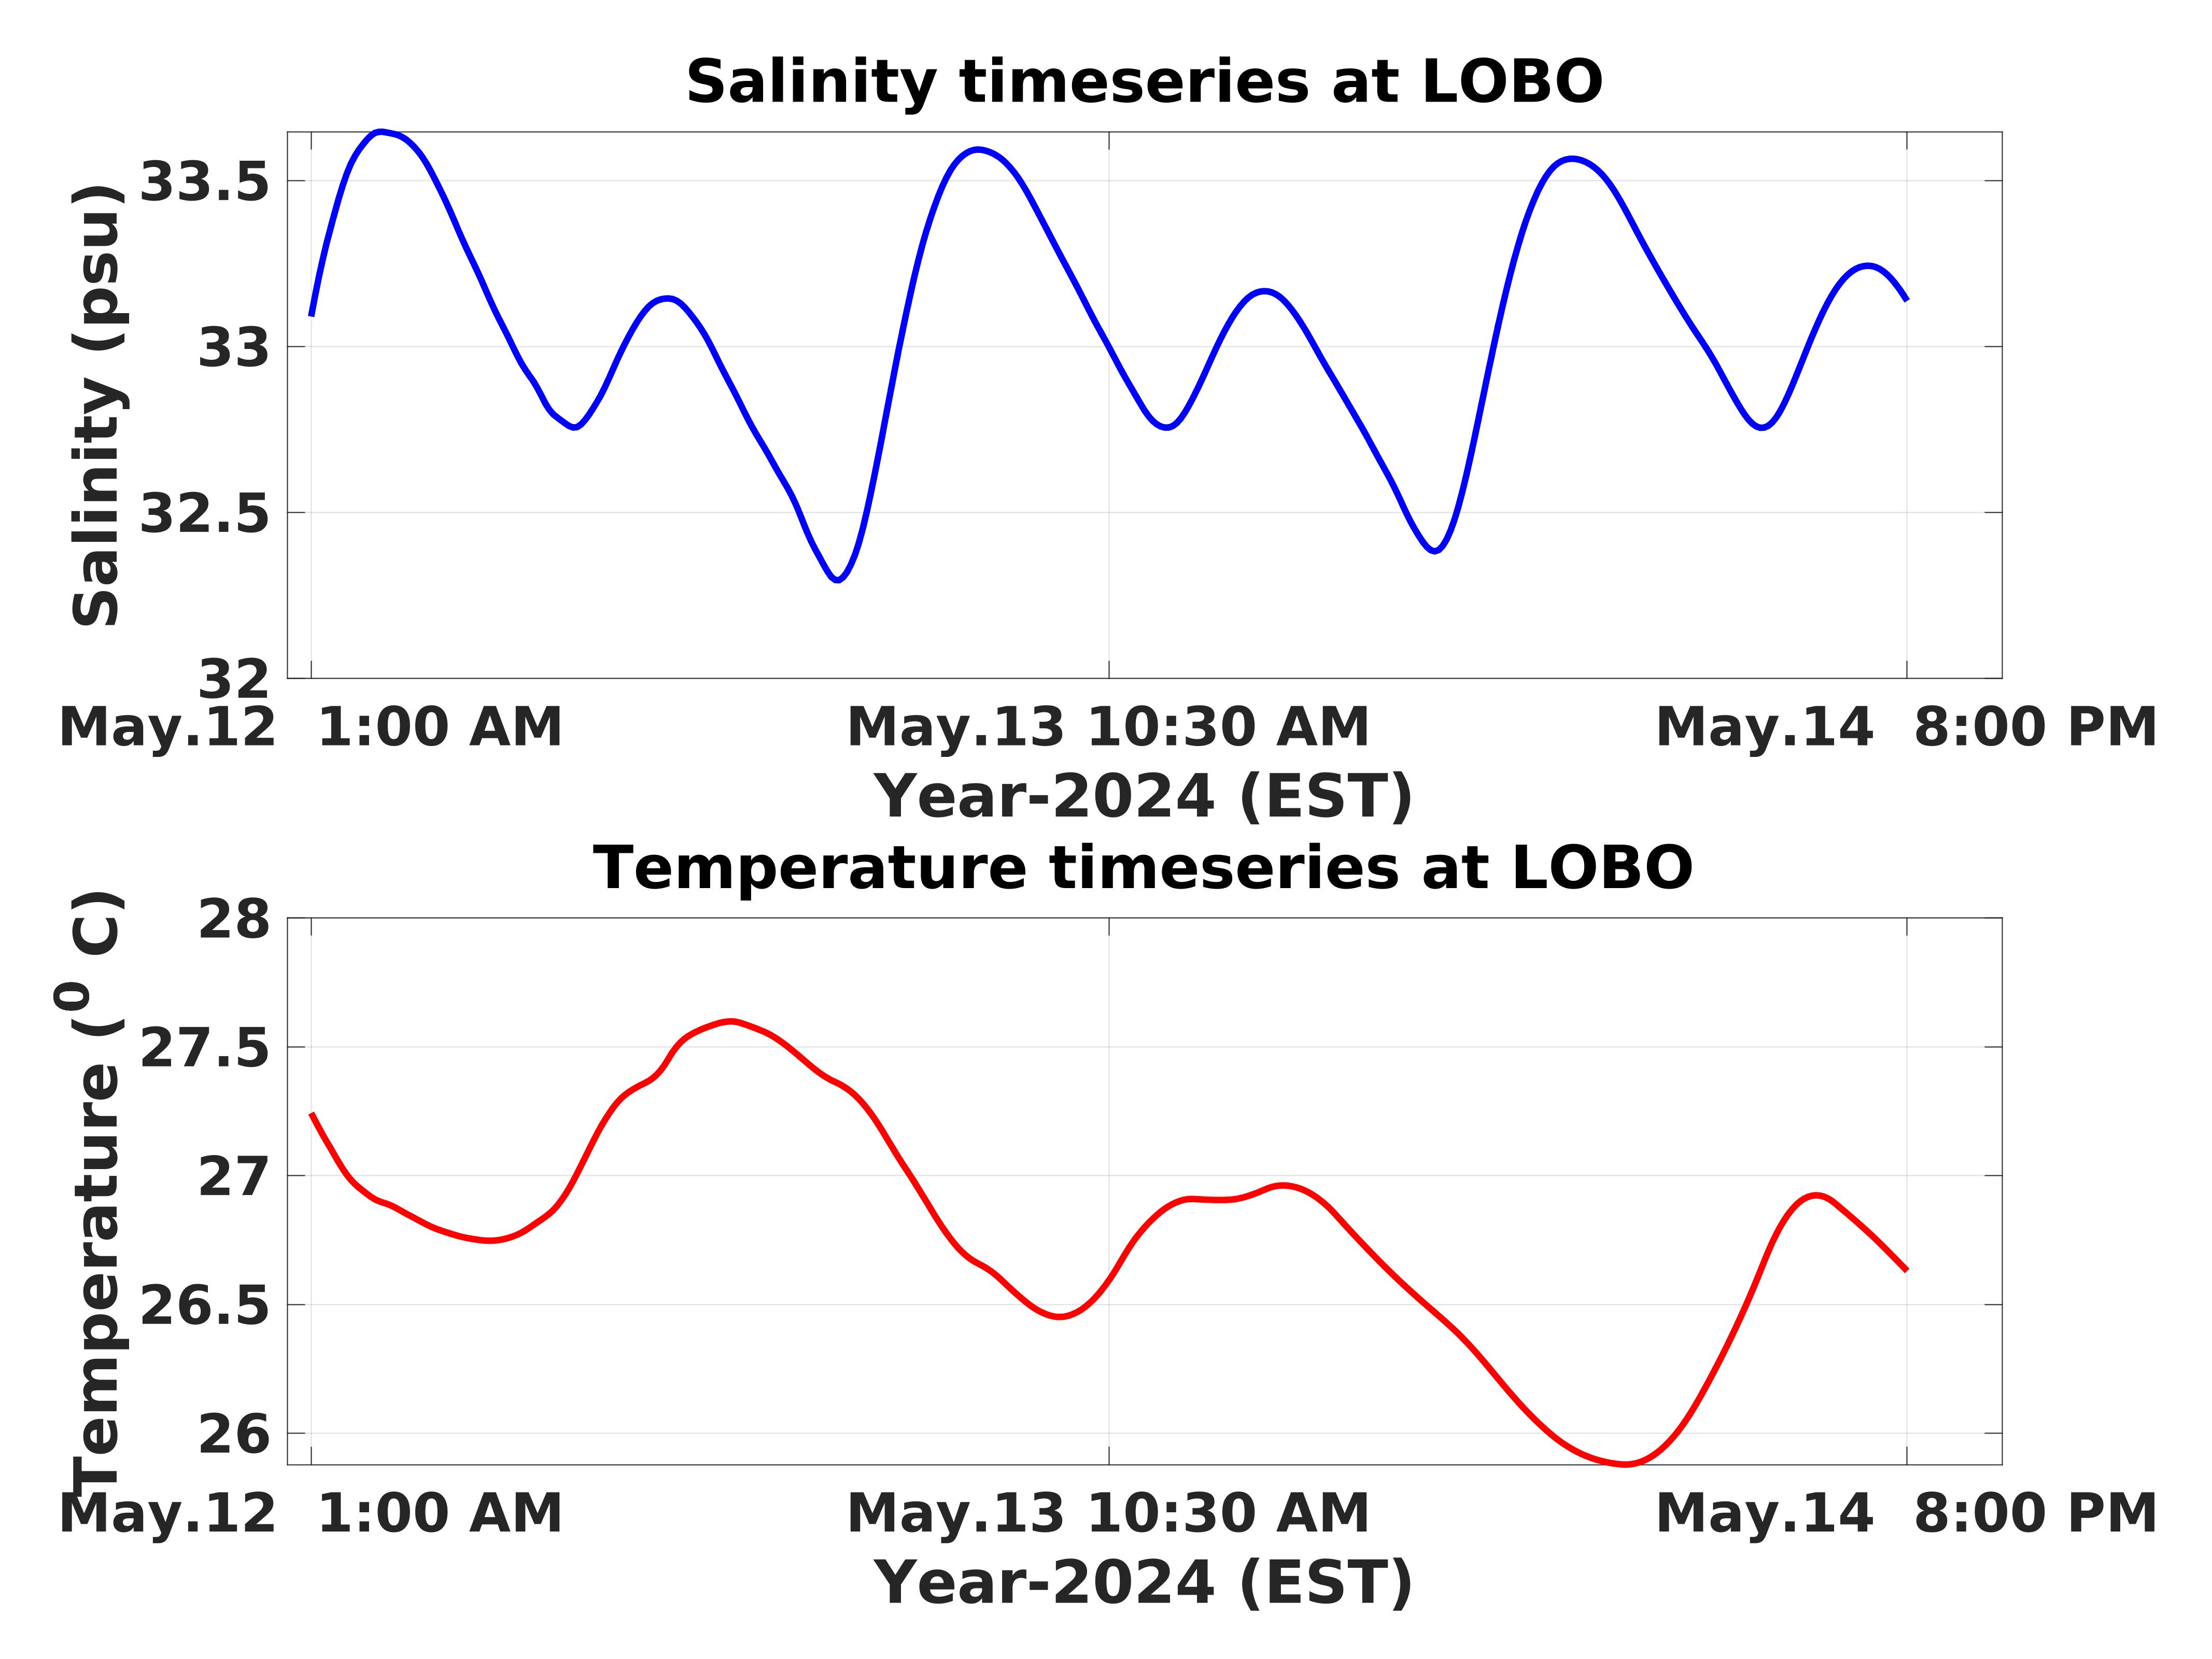 Salinity timeseries at LOBO
Salinity (psu)
33.5
33
32.5
32
May.12 1:00 AM
May.13 10:30 AM
May.14 8:00 PM
Year-2024 (EST)
Temperature timeseries at LOBO
Temperature (⁰ C)
28
27.5
27
26.5
26
May.12 1:00 AM
May.13 10:30 AM
May.14 8:00 PM
Year-2024 (EST)